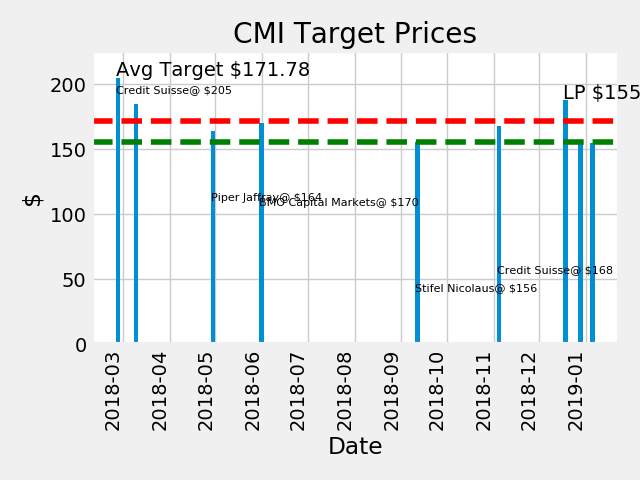 CMI Target Prices
Avg Target $171.78
Credit Suisse@ $205
LP $155
Piper Jaffray@ $164
BMO Capital Markets@ $170
Credit Suisse@ $168
Stifel Nicolaus@ $156
$
200
150
100
50
0
2018-03
2018-04
2018-05
2018-06
2018-07
2018-08
2018-09
2018-10
2018-11
2018-12
2019-01
Date